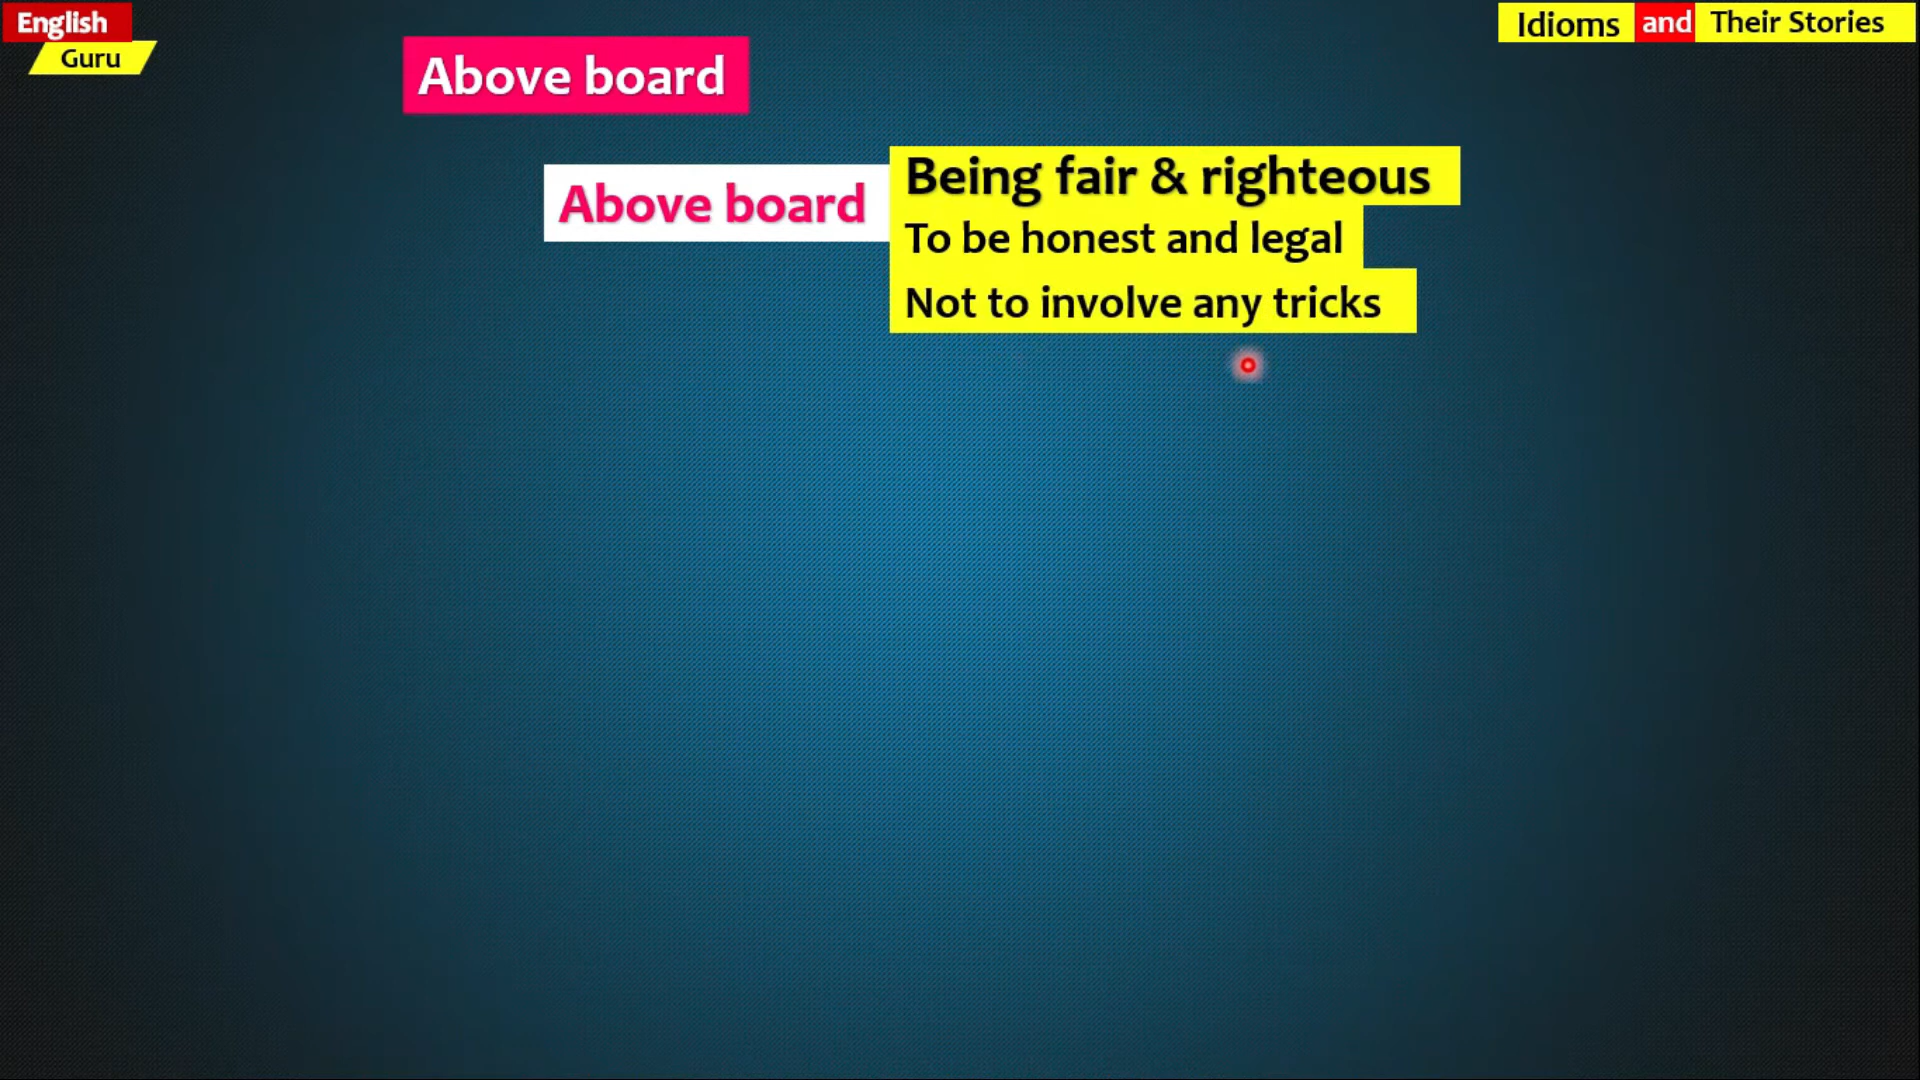 English
Guru
Idioms and Their Stories
Above board
Above board
Being fair & righteous
To be honest and legal
Not to involve any tricks